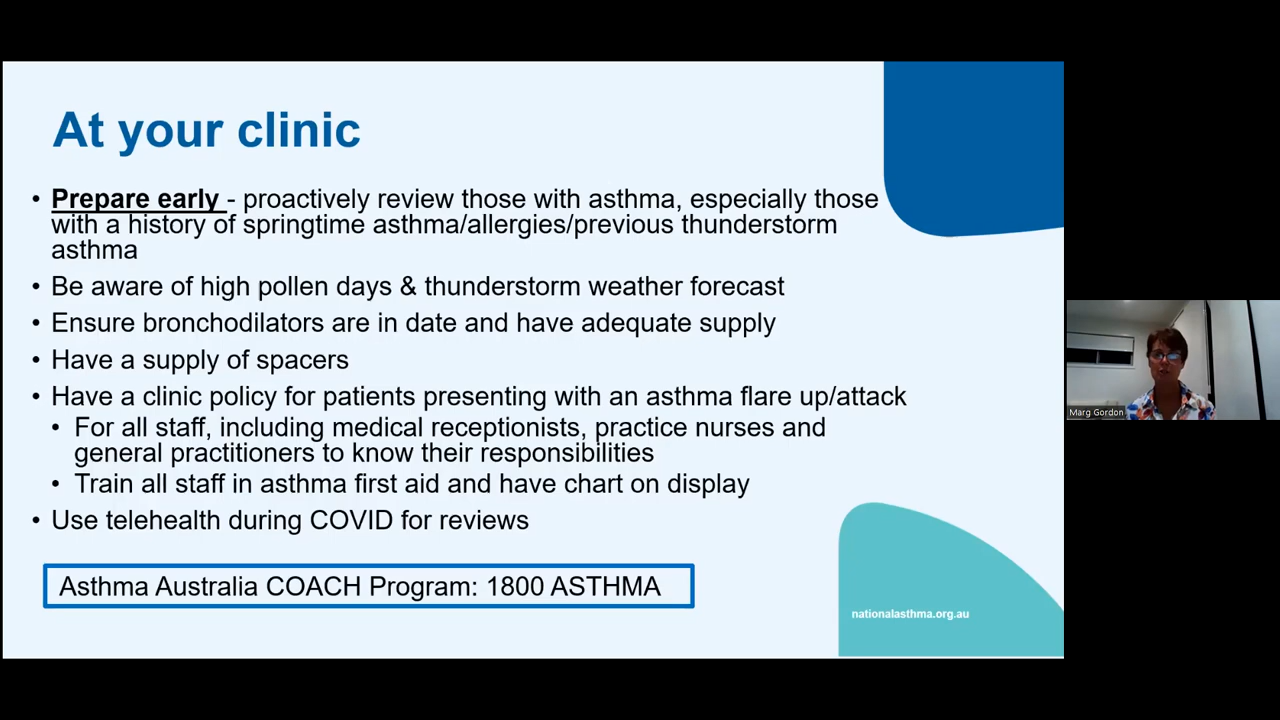 At your clinic
• Prepare early - proactively review those with asthma, especially those
with a history of springtime asthma/allergies/previous thunderstorm
asthma
• Be aware of high pollen days & thunderstorm weather forecast
• Ensure bronchodilators are in date and have adequate supply
• Have a supply of spacers
• Have a clinic policy for patients presenting with an asthma flare up/attack
• For all staff, including medical receptionists, practice nurses and
general practitioners to know their responsibilities
• Train all staff in asthma first aid and have chart on display
• Use telehealth during COVID for reviews
Asthma Australia COACH Program: 1800 ASTHMA
nationalasthma.org.au
Marg Gordon